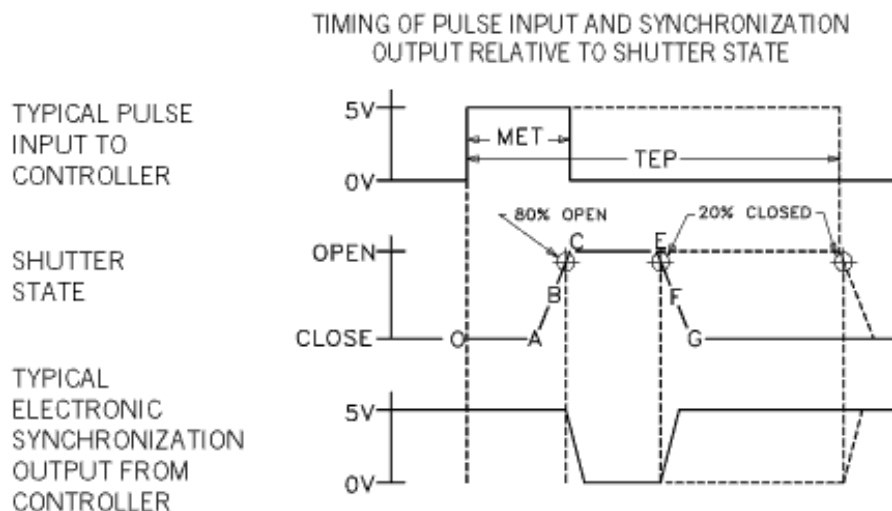 TIMING OF PULSE INPUT AND SYNCHRONIZATION
OUTPUT RELATIVE TO SHUTTER STATE
TYPICAL PULSE
INPUT TO
CONTROLLER
5V
0V
MET
TEP
SHUTTER
STATE
OPEN
CLOSE
80% OPEN
20% CLOSED
O
A
B
C
E
F
G
TYPICAL
ELECTRONIC
SYNCHRONIZATION
OUTPUT FROM
CONTROLLER
5V
0V